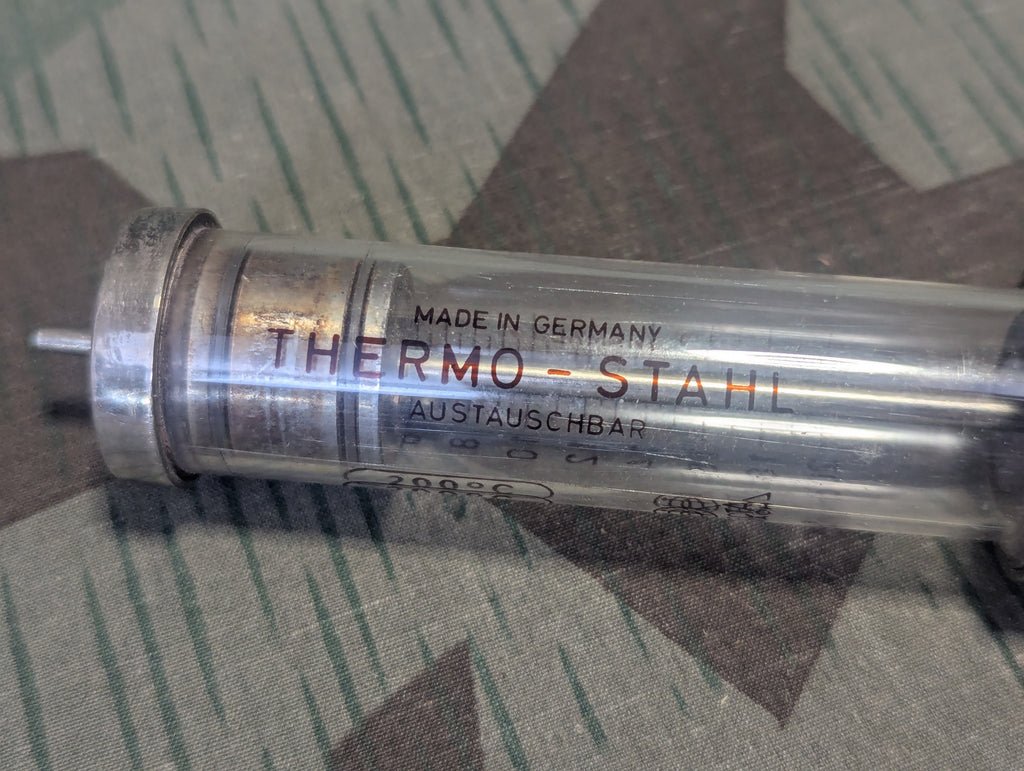 MADE IN GERMANY
THERMO - STAHL
AUSTAUSCHBAR
200°C